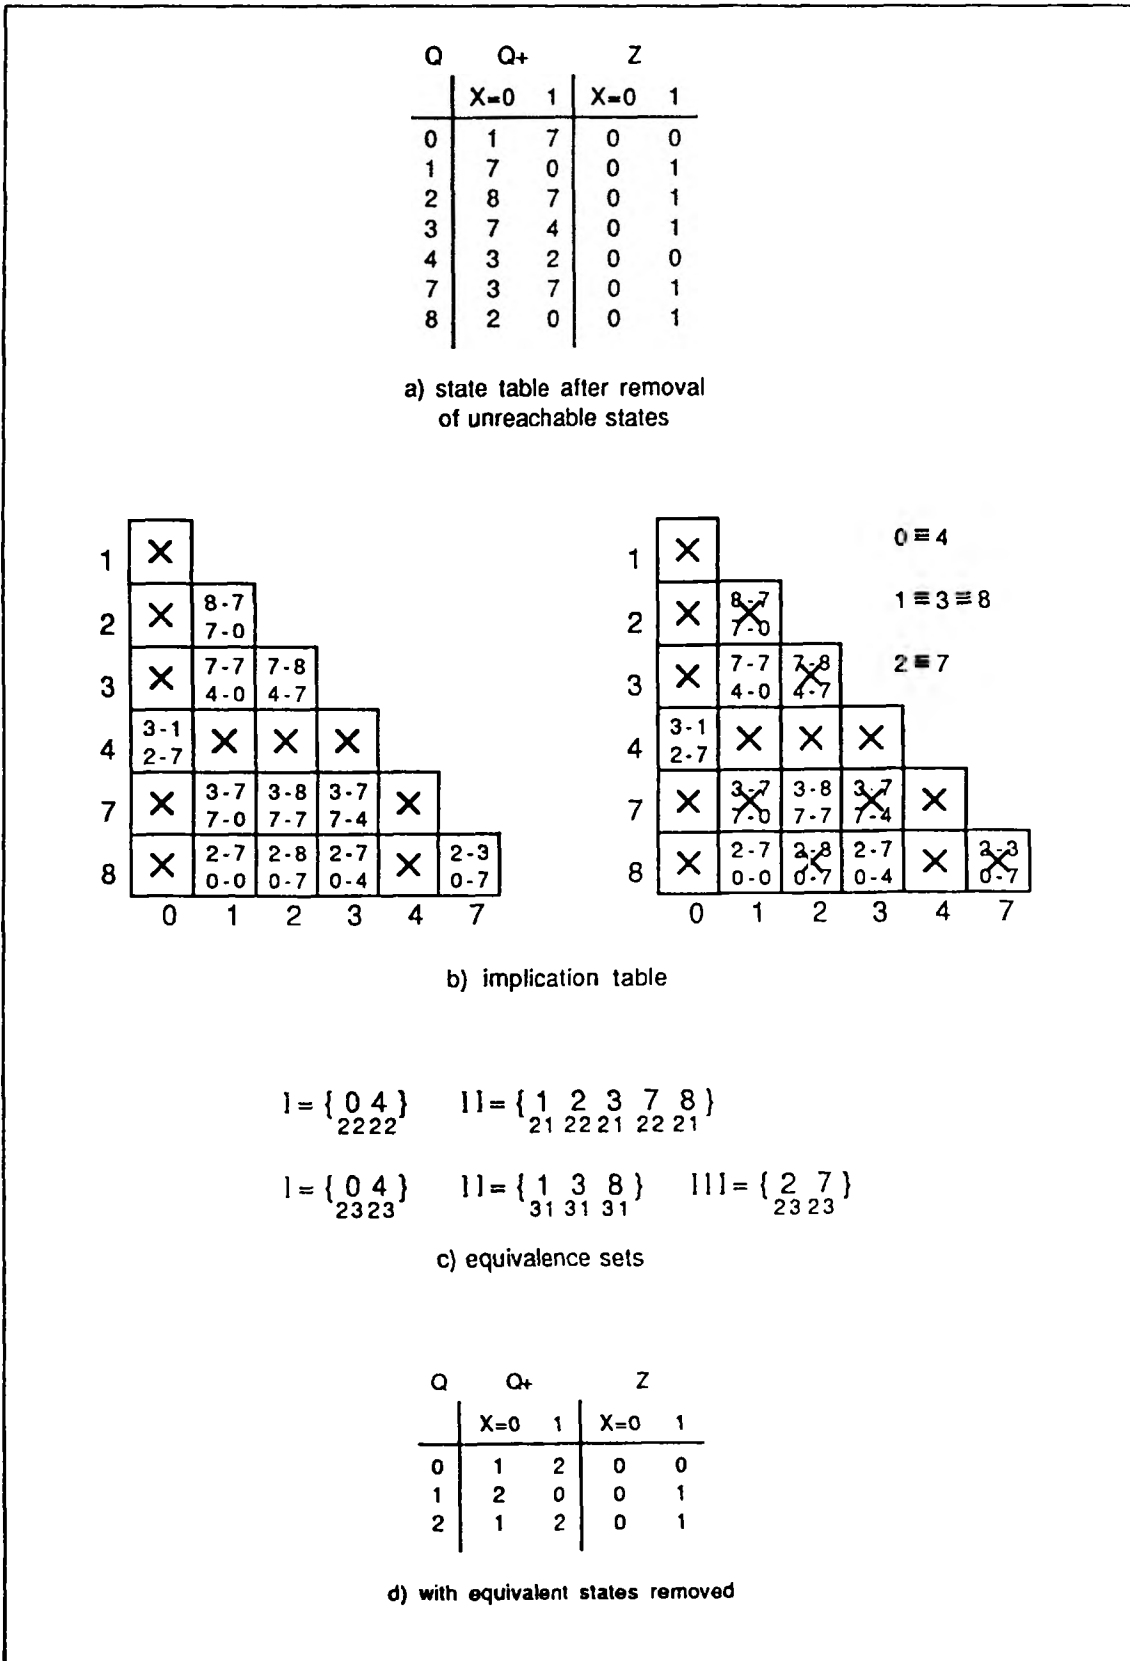 Q Q+ Z
X=0 1 X=0 1
0 1 7 0 0
1 7 0 0 1
2 8 7 0 1
3 7 4 0 1
4 3 2 0 0
7 3 7 0 1
8 2 0 0 1
a) state table after removal
of unreachable states
1 X
2 X 8-7
7-0
3 X 7-7 7-8
4-0 4-7
4 3-1 X X X
2-7
7 X 3-7 3-8 3-7 X
7-0 7-7 7-4
8 X 2-7 2-8 2-7 X 2-3
0-0 0-7 0-4 0-7
0 1 2 3 4 7
1 X
2 X 8-7
7-0
3 X 7-7 7-8
4-0 4-7
4 3-1 X X X
2-7
7 X 3-7 3-8 3-7 X
7-0 7-7 7-4
8 X 2-7 2-8 2-7 X 2-3
0-0 0-7 0-4 0-7
0 1 2 3 4 7
0 ≡ 4
1 ≡ 3 ≡ 8
2 ≡ 7
b) implication table
I = { 0 4 } II = { 1 2 3 7 8 }
22 22 21 22 21 22 21
I = { 0 4 } II = { 1 3 8 } III = { 2 7 }
23 23 31 31 31 23 23
c) equivalence sets
Q Q+ Z
X=0 1 X=0 1
0 1 2 0 0
1 2 0 0 1
2 1 2 0 1
d) with equivalent states removed